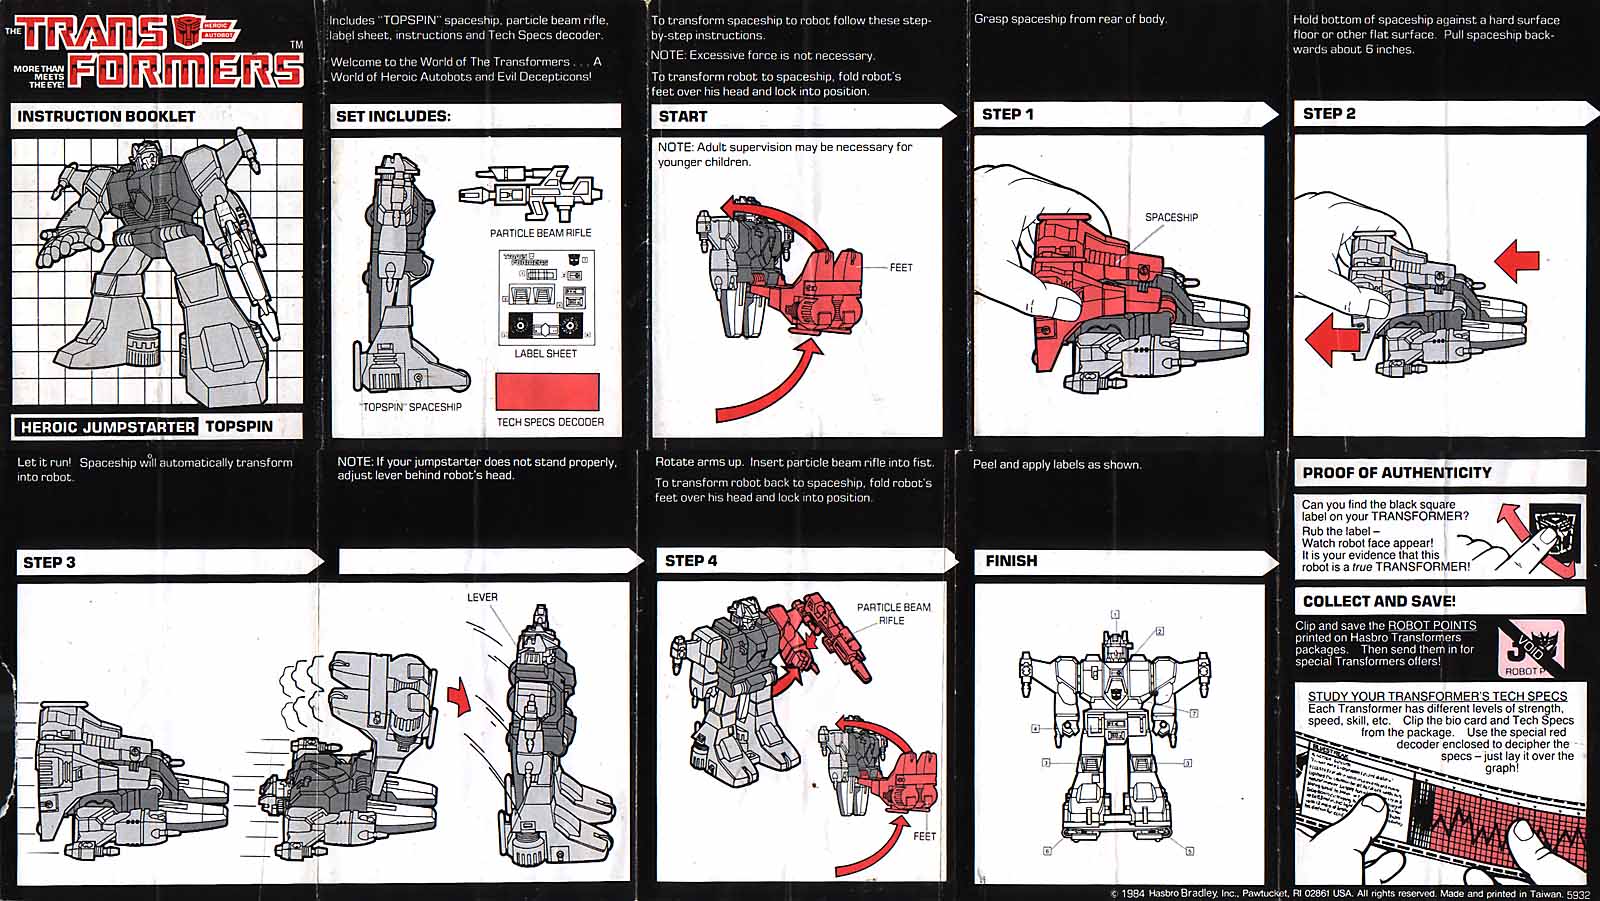 THE TRANSFORMERS
HEROIC
AUTOBOT
TM
MORE THAN
MEETS
THE EYE!
INSTRUCTION BOOKLET
HEROIC JUMPSTARTER TOPSPIN
Includes "TOPSPIN" spaceship, particle beam rifle,
label sheet, instructions and Tech Specs decoder.
Welcome to the World of The Transformers . . . A
World of Heroic Autobots and Evil Decepticons!
SET INCLUDES:
PARTICLE BEAM RIFLE
TRANSFORMERS
LABEL SHEET
"TOPSPIN" SPACESHIP
TECH SPECS DECODER
To transform spaceship to robot follow these step-
by-step instructions.
NOTE: Excessive force is not necessary.
To transform robot to spaceship, fold robot's
feet over his head and lock into position.
START
NOTE: Adult supervision may be necessary for
younger children.
FEET
Grasp spaceship from rear of body.
STEP 1
SPACESHIP
Hold bottom of spaceship against a hard surface
floor or other flat surface. Pull spaceship back-
wards about 6 inches.
STEP 2
Let it run! Spaceship will automatically transform
into robot.
STEP 3
NOTE: If your jumpstarter does not stand properly,
adjust lever behind robot's head.
LEVER
Rotate arms up. Insert particle beam rifle into fist.
To transform robot back to spaceship, fold robot's
feet over his head and lock into position.
STEP 4
PARTICLE BEAM
RIFLE
FEET
Peel and apply labels as shown.
FINISH
1
2
7
4
3
3
6
5
PROOF OF AUTHENTICITY
Can you find the black square
label on your TRANSFORMER?
Rub the label –
Watch robot face appear!
It is your evidence that this
robot is a true TRANSFORMER!
COLLECT AND SAVE!
Clip and save the ROBOT POINTS
printed on Hasbro Transformers
packages. Then send them in for
special Transformers offers!
VOID
ROBOT P
STUDY YOUR TRANSFORMER'S TECH SPECS
Each Transformer has different levels of strength,
speed, skill, etc. Clip the bio card and Tech Specs
from the package. Use the special red
decoder enclosed to decipher the
specs – just lay it over the
graph!
© 1984 Hasbro Bradley, Inc., Pawtucket, RI 02861 USA. All rights reserved. Made and printed in Taiwan. 5932